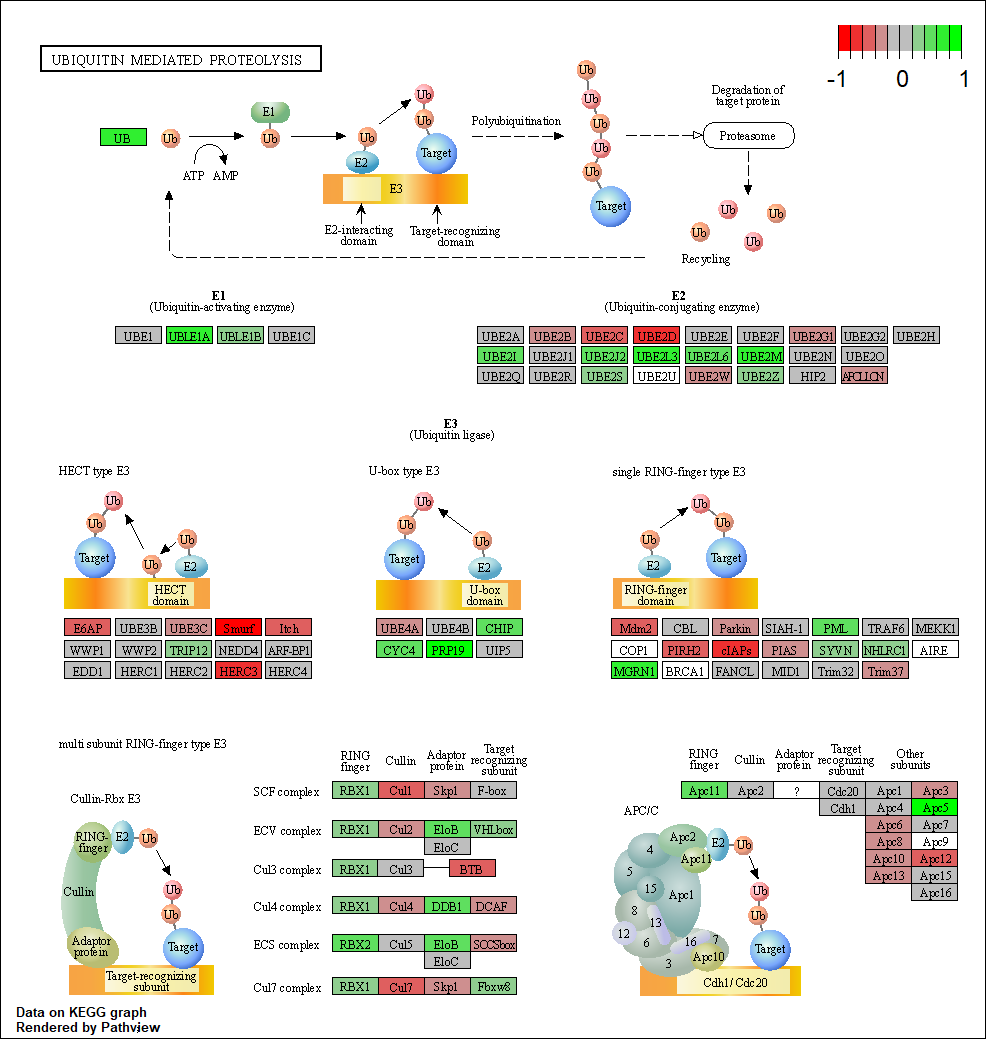 UBIQUITIN MEDIATED PROTEOLYSIS
-1 0 1
UB
Ub
ATP AMP
E1
Ub
Ub
E2
Ub
Ub
Target
E3
E2-interacting
domain
Target-recognizing
domain
Polyubiquitination
Ub
Ub
Ub
Ub
Ub
Target
Degradation of
target protein
Proteasome
Ub
Ub
Ub
Ub
Recycling
E1
(Ubiquitin-activating enzyme)
UBE1 UBLE1A UBLE1B UBE1C
E2
(Ubiquitin-conjugating enzyme)
UBE2A UBE2B UBE2C UBE2D UBE2E UBE2F UBE2G1 UBE2G2 UBE2H
UBE2I UBE2J1 UBE2J2 UBE2L3 UBE2L6 UBE2M UBE2N UBE2O
UBE2Q UBE2R UBE2S UBE2U UBE2W UBE2Z HIP2 APCLLCN
E3
(Ubiquitin ligase)
HECT type E3
Ub
Ub
Target
Ub
Ub
E2
HECT
domain
E6AP UBE3B UBE3C Smurf Itch
WWP1 WWP2 TRIP12 NEDD4 ARF-BP1
EDD1 HERC1 HERC2 HERC3 HERC4
U-box type E3
Ub
Ub
Target
Ub
E2
U-box
domain
UBE4A UBE4B CHIP
CYC4 PRP19 UIP5
single RING-finger type E3
Ub
Ub
Ub
E2
Target
RING-finger
domain
Mdm2 CBL Parkin SIAH-1 PML TRAF6 MEKK1
COP1 PIRH2 cIAPs PIAS SYVN NHLRC1 AIRE
MGRN1 BRCA1 FANCL MID1 Trim32 Trim37
multi subunit RING-finger type E3
Cullin-Rbx E3
RING-
finger
E2
Ub
Cullin
Ub
Ub
Adaptor
protein
Target
Target-recognizing
subunit
RING
finger
Cullin
Adaptor
protein
Target
recognizing
subunit
SCF complex RBX1 Cul1 Skp1 F-box
ECV complex RBX1 Cul2 EloB VHLbox
EloC
Cul3 complex RBX1 Cul3 BTB
Cul4 complex RBX1 Cul4 DDB1 DCAF
ECS complex RBX2 Cul5 EloB SOCSbox
EloC
Cul7 complex RBX1 Cul7 Skp1 Fbxw8
RING
finger
Cullin
Adaptor
protein
Target
recognizing
subunit
Other
subunits
Apc11 Apc2 ? Cdc20 Apc1 Apc3
Cdh1 Apc4 Apc5
Apc6 Apc7
Apc8 Apc9
Apc10 Apc12
Apc13 Apc15
Apc16
APC/C
Apc2
E2
Ub
4
Apc11
5
15
Apc1
Ub
8
13
Ub
12
6
16
7
Target
3
Apc10
Cdh1/ Cdc20
Data on KEGG graph
Rendered by Pathview